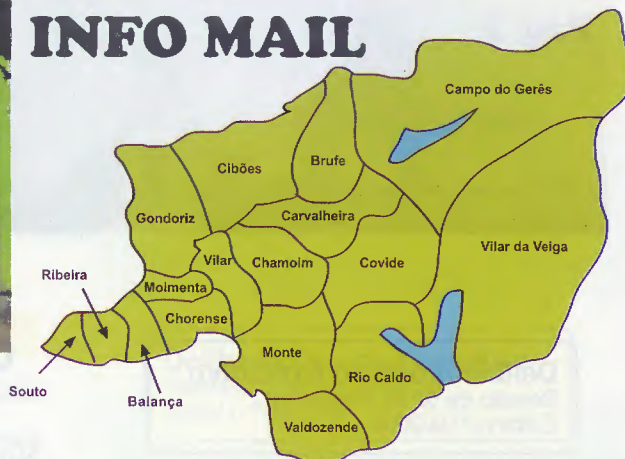 INFO MAIL
Campo do Gerês
Brufe
Cibões
Carvalheira
Gondoriz
Vilar da Veiga
Vilar
Chamoim
Covide
Ribeira
Moimenta
Chorense
Monte
Rio Caldo
Souto
Balança
Valdozende